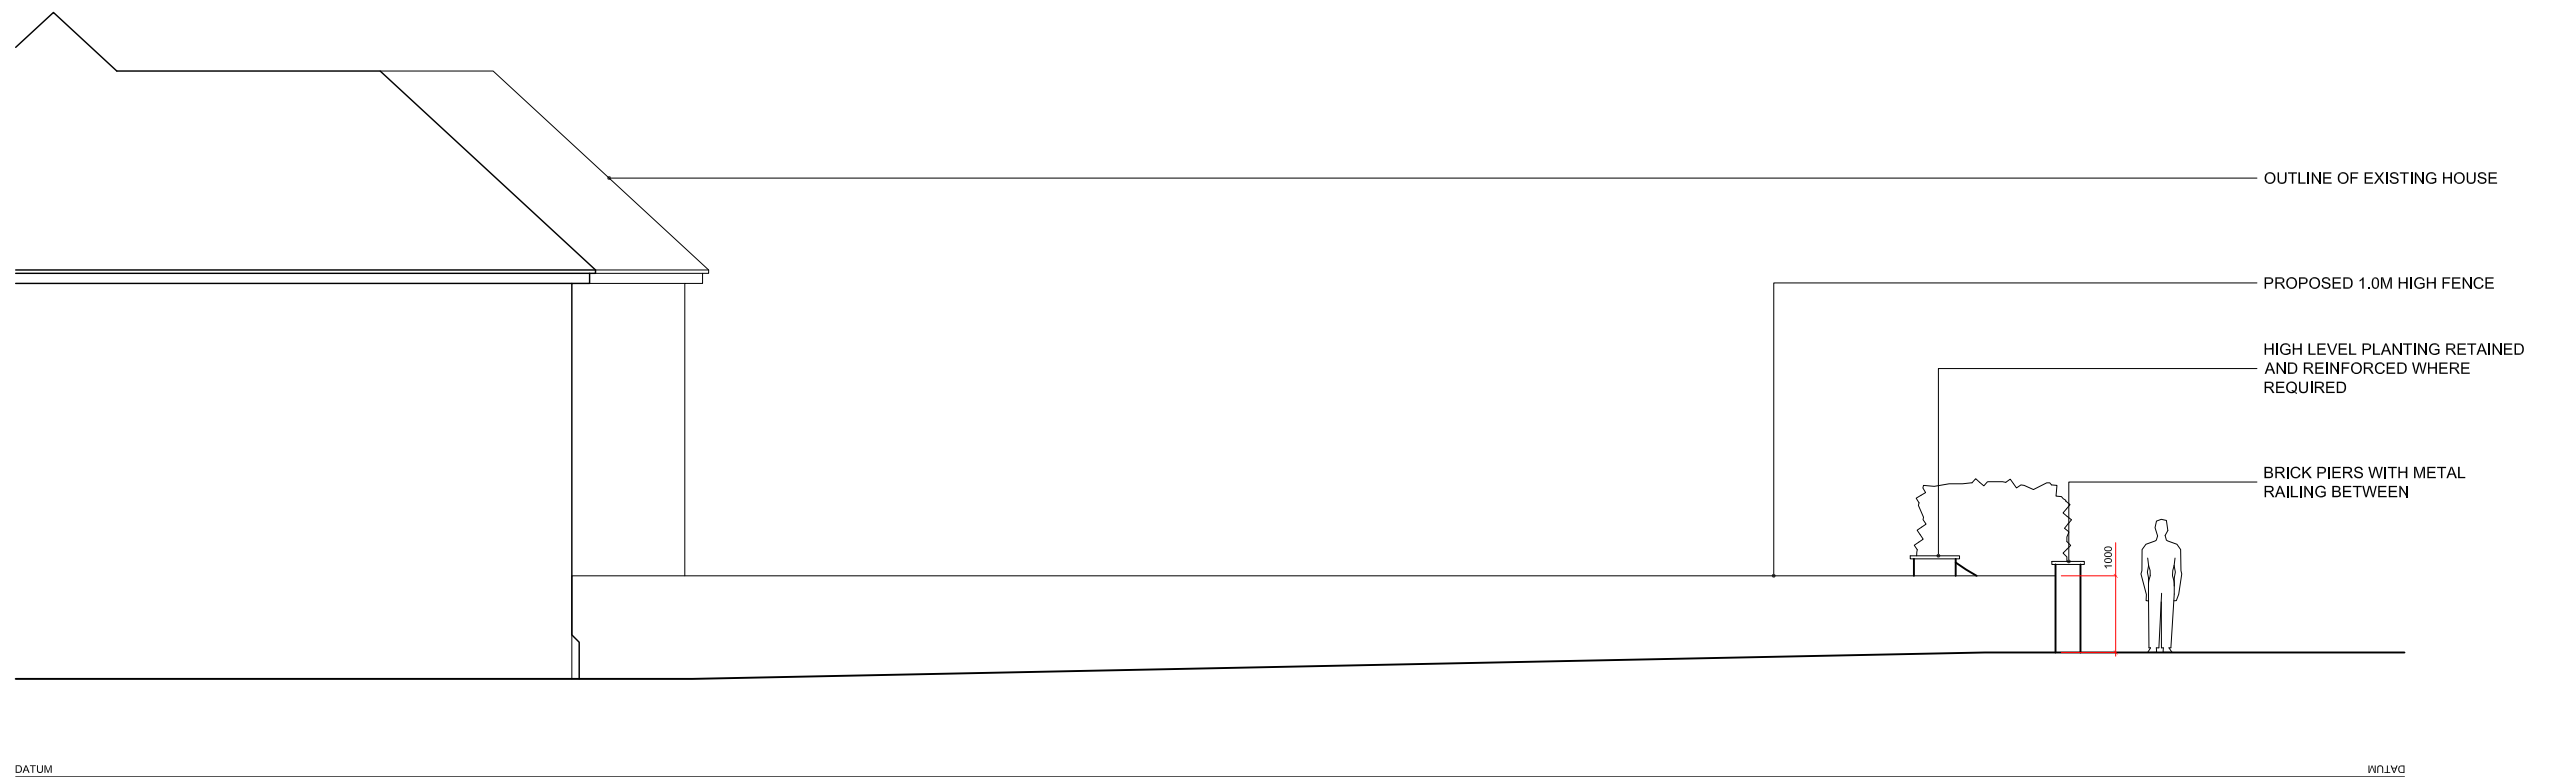 OUTLINE OF EXISTING HOUSE
PROPOSED 1.0M HIGH FENCE
HIGH LEVEL PLANTING RETAINED
AND REINFORCED WHERE
REQUIRED
BRICK PIERS WITH METAL
RAILING BETWEEN
1000
DATUM
DATUM